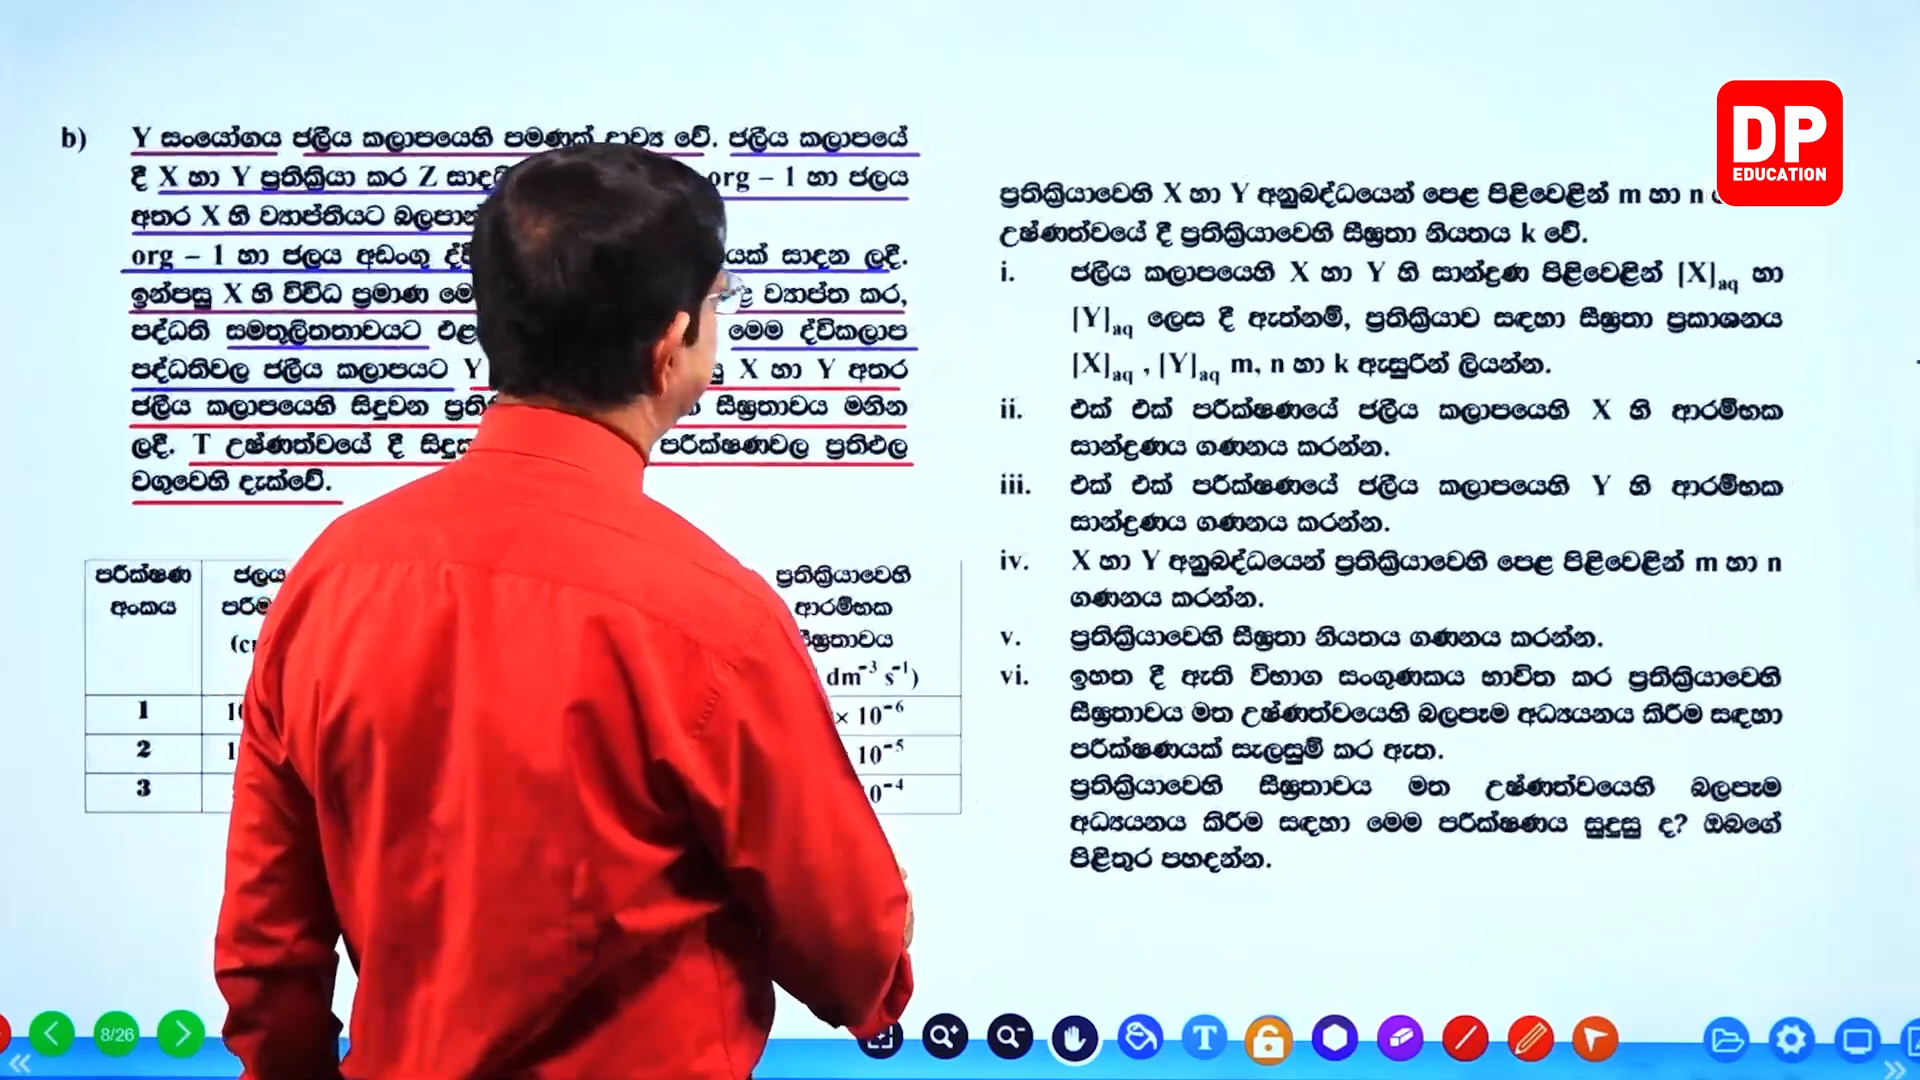 b) Y සංයෝගය ජලීය කලාපයෙහි පමණක් ද්‍රාව්‍ය වේ. ජලීය කලාපයේ
දී X හා Y ප්‍රතික්‍රියා කර Z org – 1 හා ජලය
අතර X හි ව්‍යාප්තියට
org – 1 හා ජලය අඩංගු සාදන ලදී.
ඉන්පසු X හි විවිධ ප්‍රමාණ ව්‍යාප්ත කර,
පද්ධති සමතුලිතතාවයට මෙම ද්විකලාප
පද්ධතිවල ජලීය කලාපයට Y X හා Y අතර
ජලීය කලාපයෙහි සිදුවන සීඝ්‍රතාවය මනින
ලදී. T උෂ්ණත්වයේ දී පරීක්ෂණවල ප්‍රතිඵල
වගුවෙහි දැක්වේ.
පරීක්ෂණ ජලය ප්‍රතික්‍රියාවෙහි
අංකය ආරම්භක
dm⁻³ s⁻¹)
1 × 10⁻⁶
2 10⁻⁵
3
ප්‍රතික්‍රියාවෙහි X හා Y අනුබද්ධයෙන් පෙළ පිළිවෙළින් m හා n
උෂ්ණත්වයේ දී ප්‍රතික්‍රියාවෙහි සීඝ්‍රතා නියතය k වේ.
i. ජලීය කලාපයෙහි X හා Y හි සාන්ද්‍රණ පිළිවෙළින් [X]aq හා
[Y]aq ලෙස දී ඇත්නම්, ප්‍රතික්‍රියාව සඳහා සීඝ්‍රතා ප්‍රකාශනය
[X]aq , [Y]aq m, n හා k ඇසුරින් ලියන්න.
ii. එක් එක් පරීක්ෂණයේ ජලීය කලාපයෙහි X හි ආරම්භක
සාන්ද්‍රණය ගණනය කරන්න.
iii. එක් එක් පරීක්ෂණයේ ජලීය කලාපයෙහි Y හි ආරම්භක
සාන්ද්‍රණය ගණනය කරන්න.
iv. X හා Y අනුබද්ධයෙන් ප්‍රතික්‍රියාවෙහි පෙළ පිළිවෙළින් m හා n
ගණනය කරන්න.
v. ප්‍රතික්‍රියාවෙහි සීඝ්‍රතා නියතය ගණනය කරන්න.
vi. ඉහත දී ඇති විභාග සංගුණකය භාවිත කර ප්‍රතික්‍රියාවෙහි
සීඝ්‍රතාවය මත උෂ්ණත්වයෙහි බලපෑම අධ්‍යයනය කිරීම සඳහා
පරීක්ෂණයක් සැලසුම් කර ඇත.
ප්‍රතික්‍රියාවෙහි සීඝ්‍රතාවය මත උෂ්ණත්වයෙහි බලපෑම
අධ්‍යයනය කිරීම සඳහා මෙම පරීක්ෂණය සුදුසු ද? ඔබගේ
පිළිතුර පහදන්න.
DP
EDUCATION
8/26
T